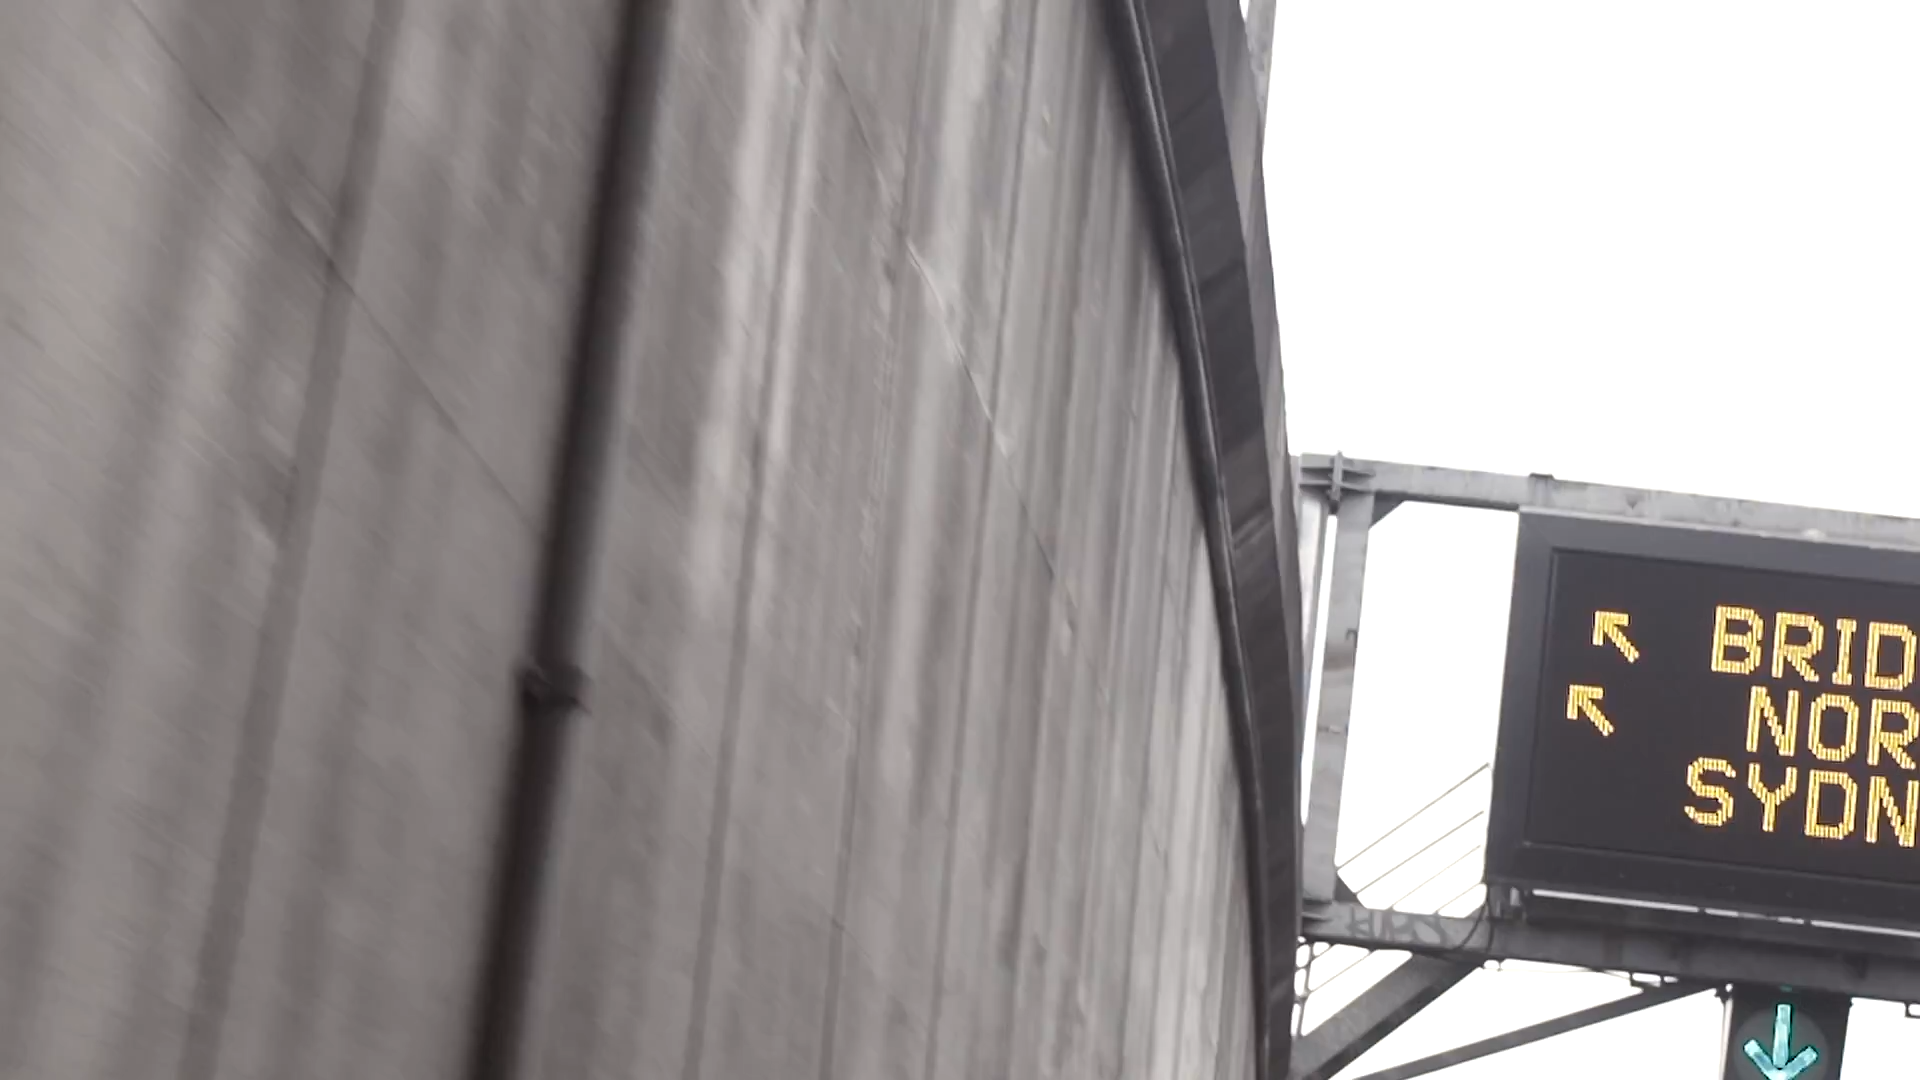 ↖ BRID
↖ NOR
SYDN